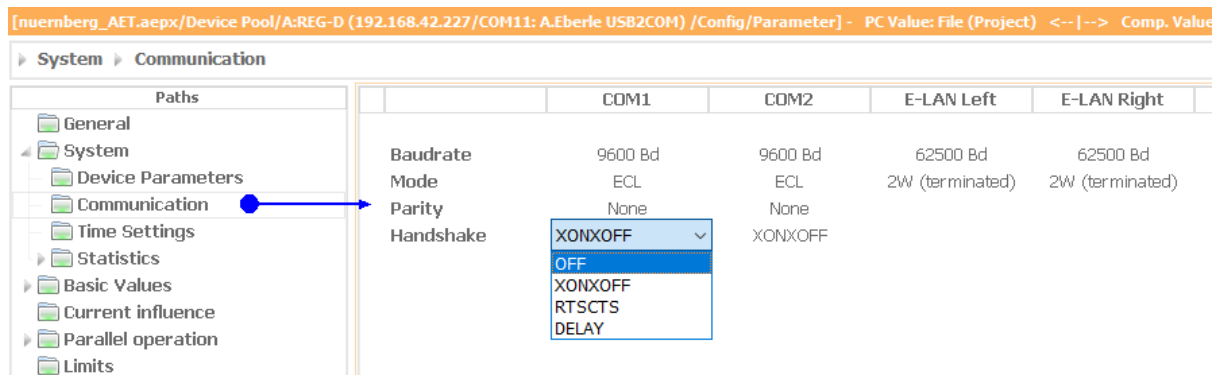 [nuernberg_AET.aepx/Device Pool/A:REG-D (192.168.42.227/COM11: A.Eberle USB2COM) /Config/Parameter] - PC Value: File (Project) <--|--> Comp. Value
System Communication
Paths COM1 COM2 E-LAN Left E-LAN Right
General
System Baudrate 9600 Bd 9600 Bd 62500 Bd 62500 Bd
Device Parameters Mode ECL ECL 2W (terminated) 2W (terminated)
Communication Parity None None
Time Settings Handshake XONXOFF XONXOFF
Statistics OFF
Basic Values XONXOFF
Current influence RTSCTS
Parallel operation DELAY
Limits